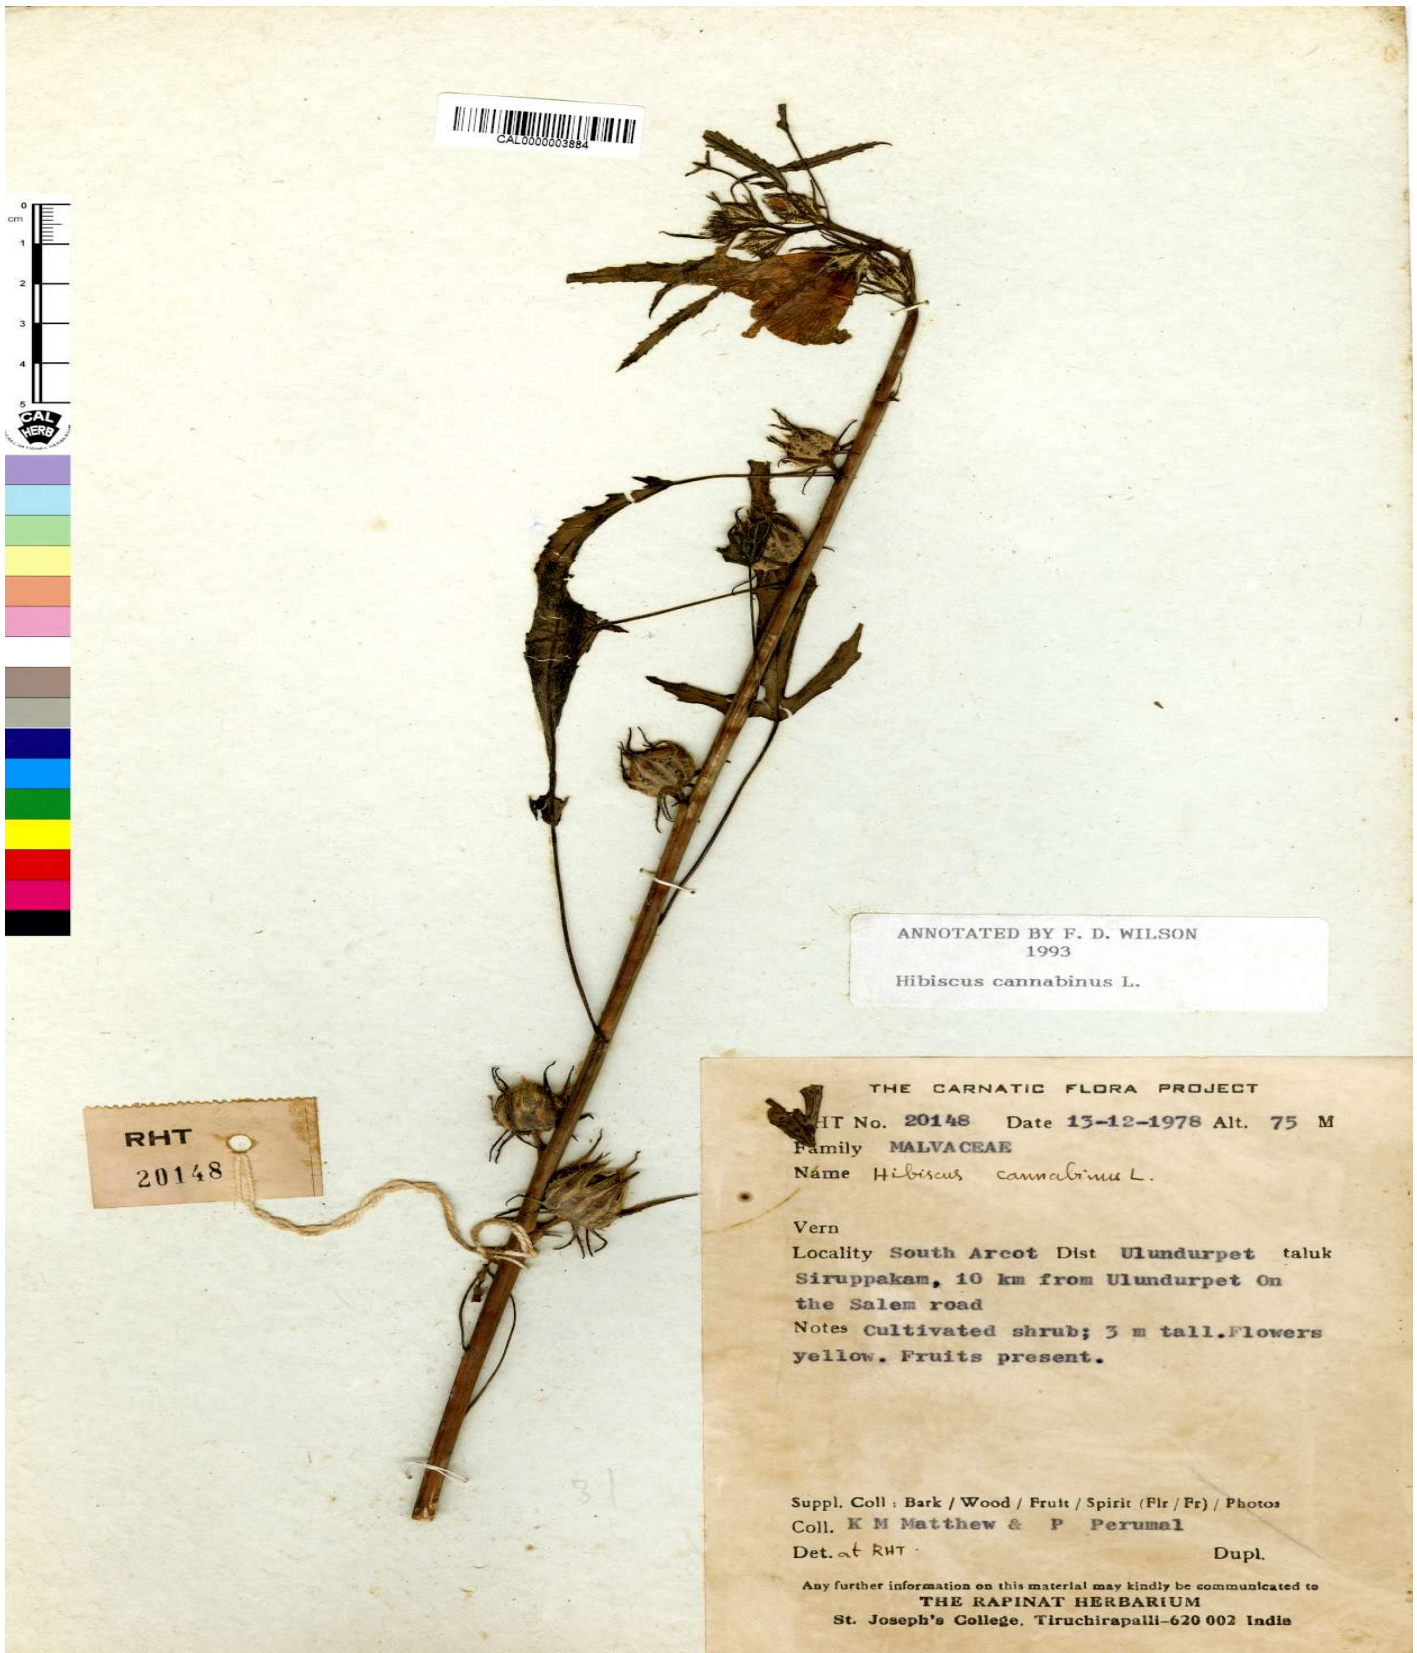 CAL0000003884
0
cm
1
2
3
4
5
CAL
HERB
ANNOTATED BY F. D. WILSON
1993
Hibiscus cannabinus L.
RHT
20148
THE CARNATIC FLORA PROJECT
HT No. 20148 Date 13-12-1978 Alt. 75 M
Family MALVACEAE
Name Hibiscus cannabinus L.
Vern
Locality South Arcot Dist Ulundurpet taluk
Siruppakam, 10 km from Ulundurpet On
the Salem road
Notes Cultivated shrub; 3 m tall.Flowers
yellow. Fruits present.
31
Suppl. Coll : Bark / Wood / Fruit / Spirit (Flr / Fr) / Photos
Coll. K M Matthew & P Perumal
Det. at RHT.
Dupl.
Any further information on this material may kindly be communicated to
THE RAPINAT HERBARIUM
St. Joseph's College, Tiruchirapalli-620 002 India